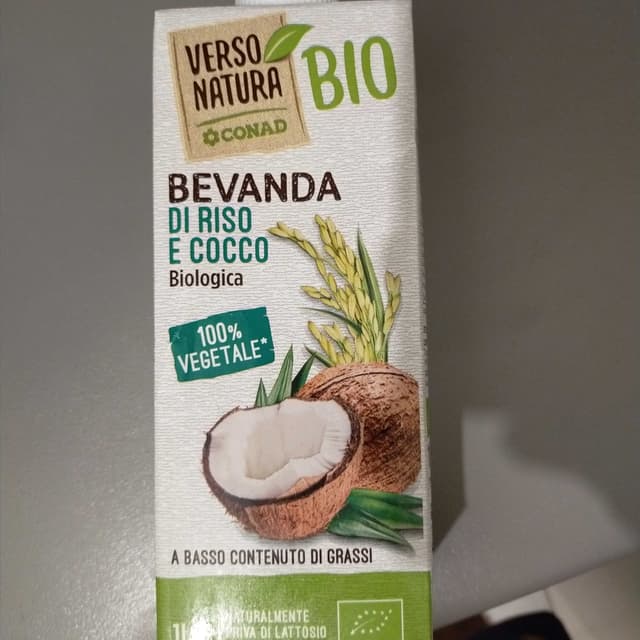 VERSO
NATURA
CONAD
BIO
BEVANDA
DI RISO
E COCCO
Biologica
100%
VEGETALE*
A BASSO CONTENUTO DI GRASSI
NATURALMENTE
PRIVA DI LATTOSIO